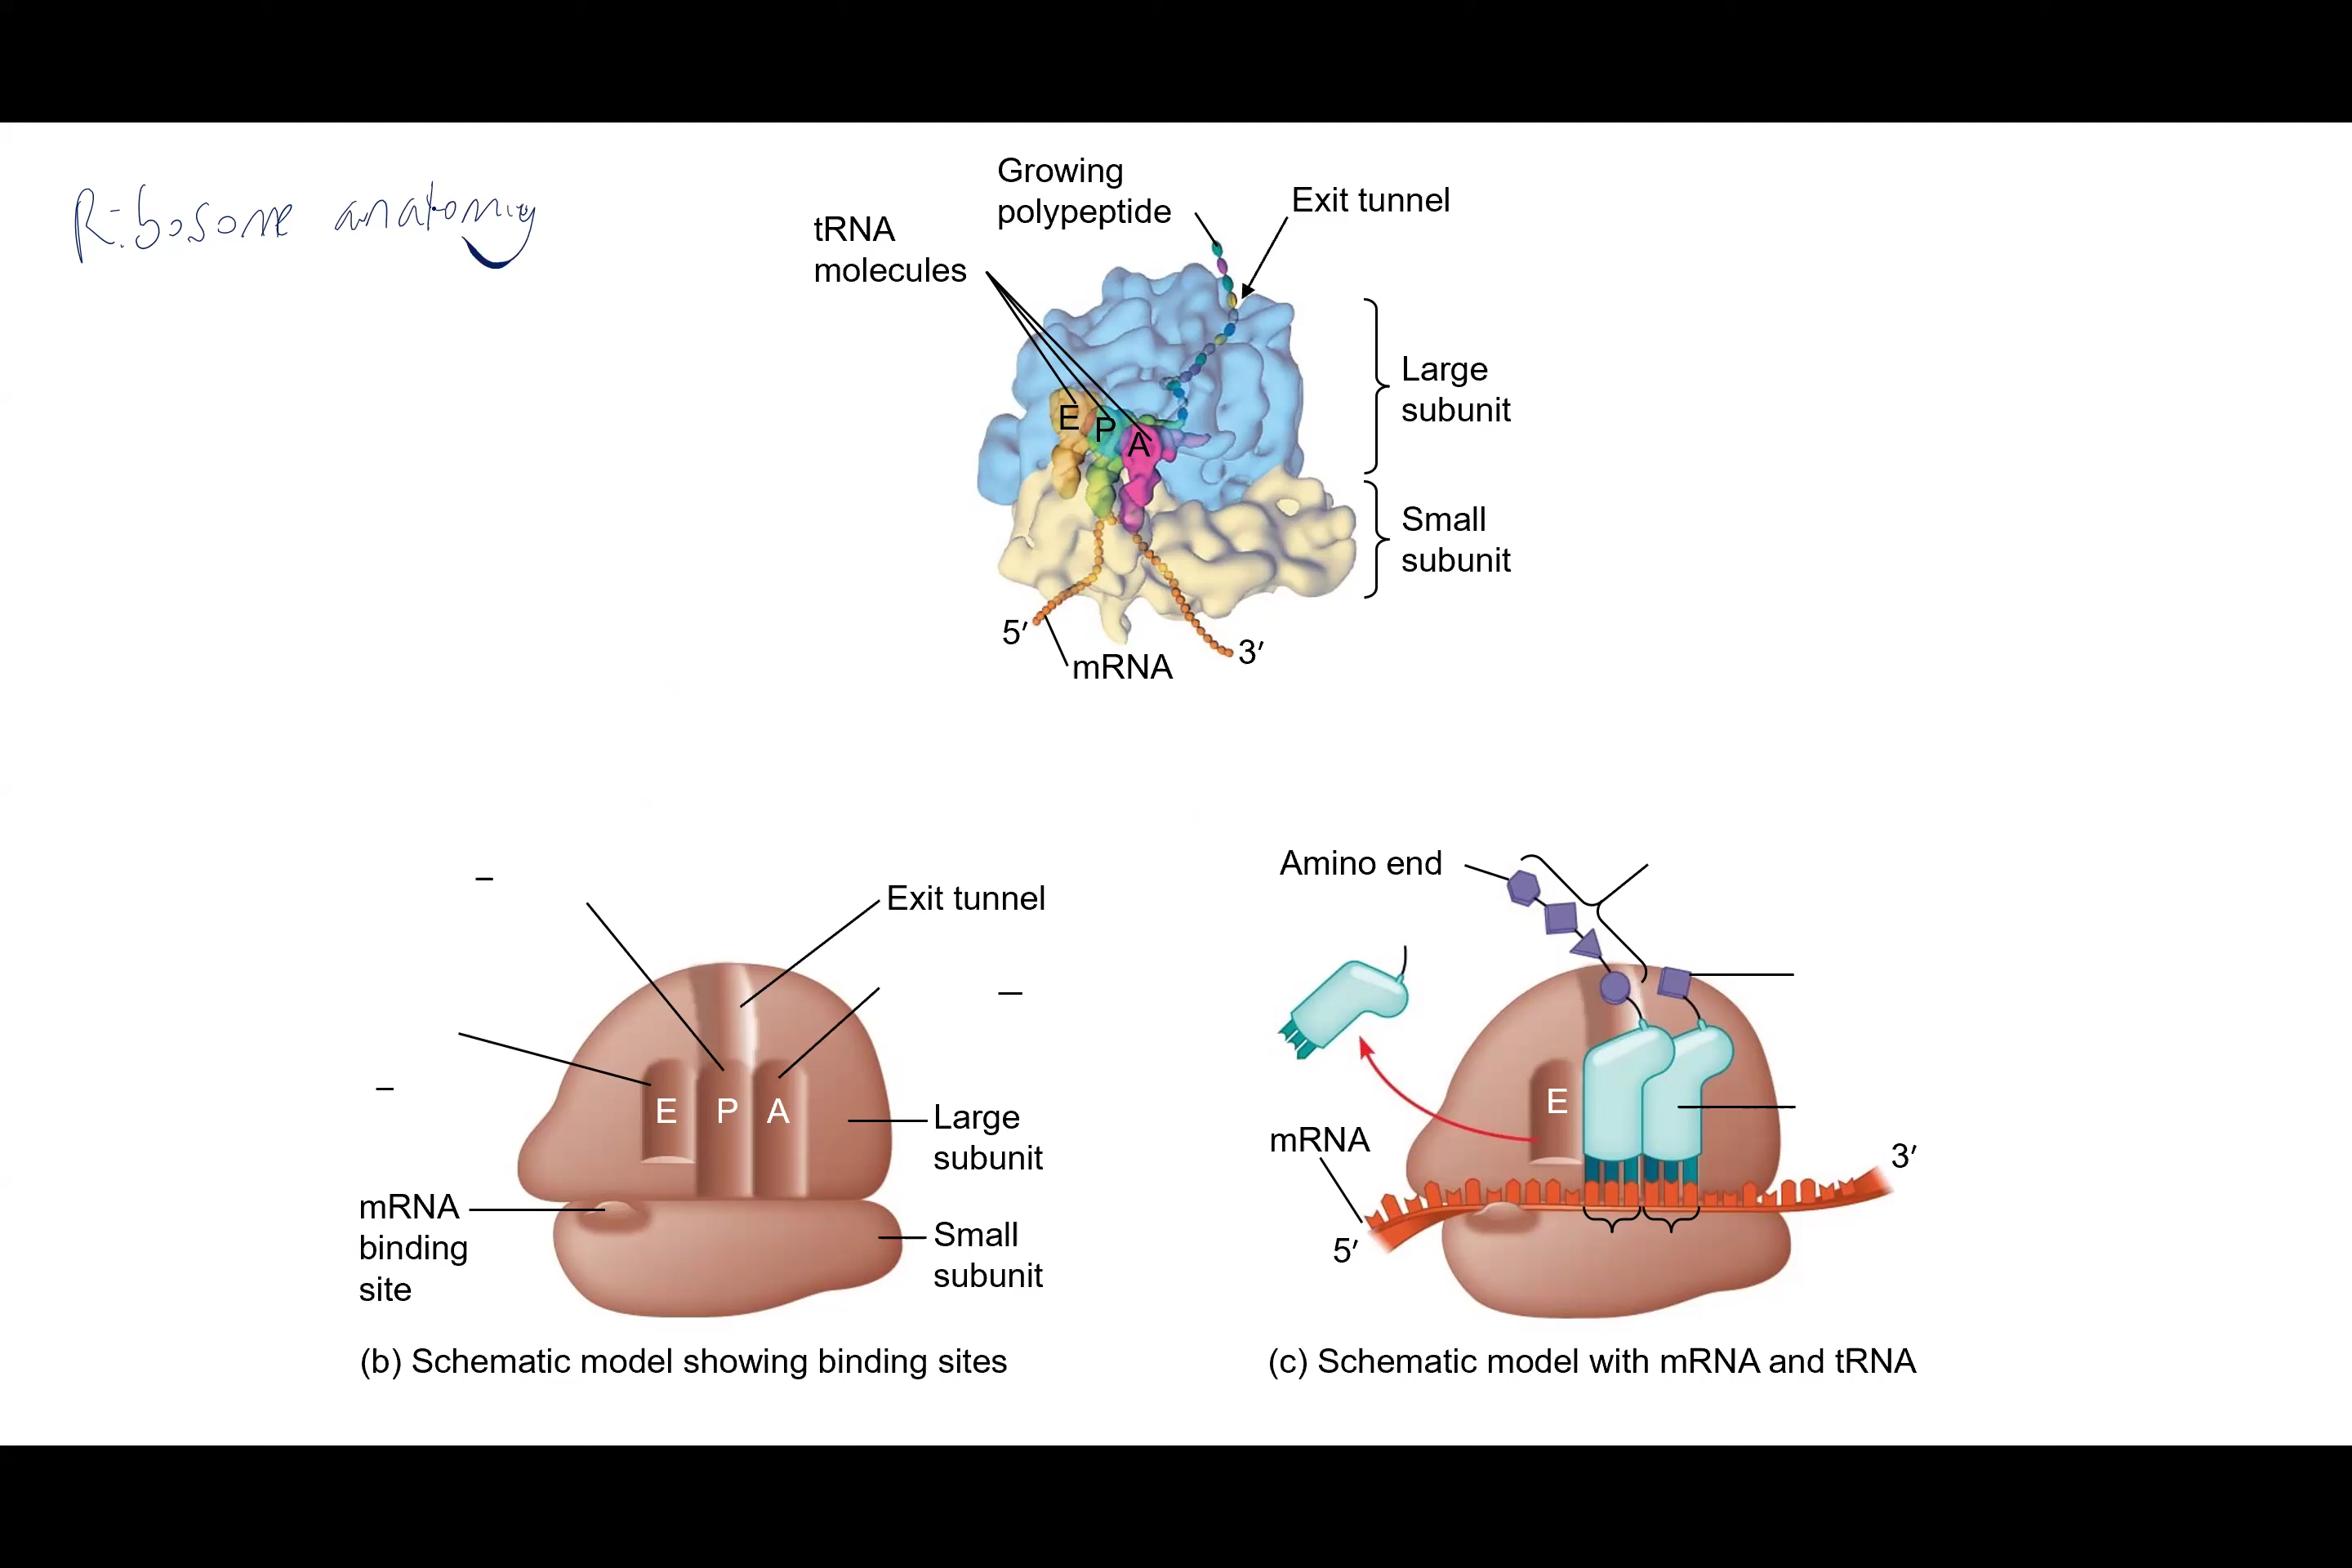 Ribosome anatomy
Growing
polypeptide
Exit tunnel
tRNA
molecules
E
P
A
Large
subunit
Small
subunit
5′
3′
mRNA
–
Exit tunnel
–
–
E P A
Large
subunit
mRNA
binding
site
Small
subunit
(b) Schematic model showing binding sites
Amino end
E
mRNA
3′
5′
(c) Schematic model with mRNA and tRNA